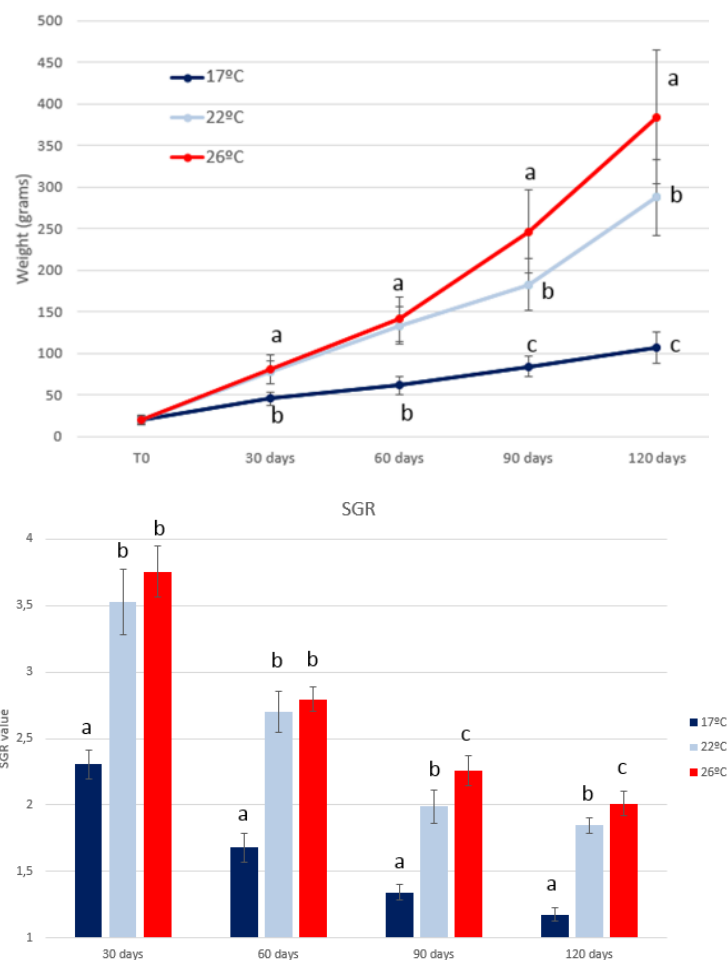 500
450
400
350
300
250
200
150
100
50
0
Weight (grams)
17ºC
22ºC
26ºC
a
b
a
b
a
b
c
a
b
c
T0
30 days
60 days
90 days
120 days
SGR
4
3,5
3
2,5
2
1,5
1
SGR value
a
b
b
a
b
b
a
b
c
a
b
c
30 days
60 days
90 days
120 days
17ºC
22ºC
26ºC